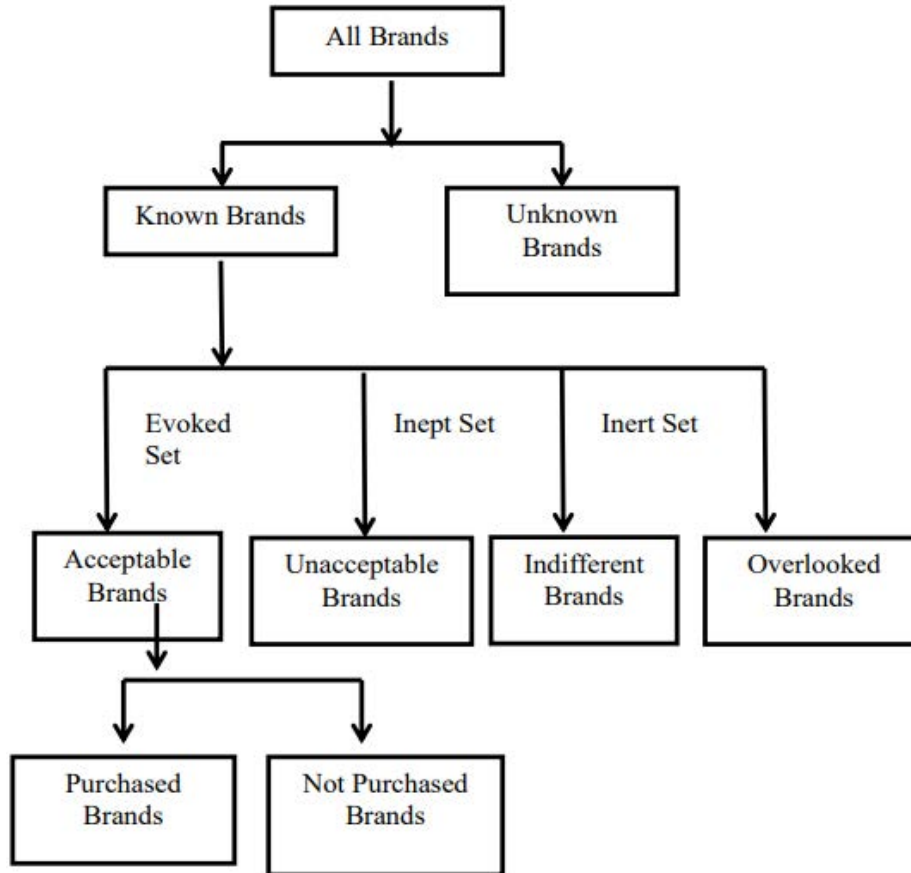 All Brands
Known Brands
Unknown
Brands
Evoked
Set
Inept Set
Inert Set
Acceptable
Brands
Unacceptable
Brands
Indifferent
Brands
Overlooked
Brands
Purchased
Brands
Not Purchased
Brands